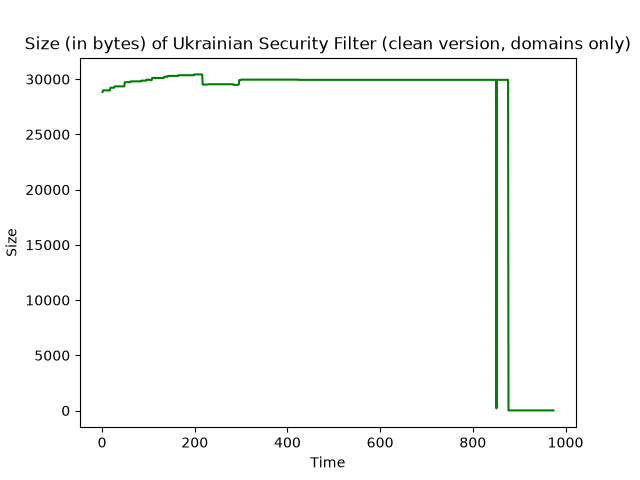 Size (in bytes) of Ukrainian Security Filter (clean version, domains only)
30000
25000
20000
15000
10000
5000
0
Size
0 200 400 600 800 1000
Time